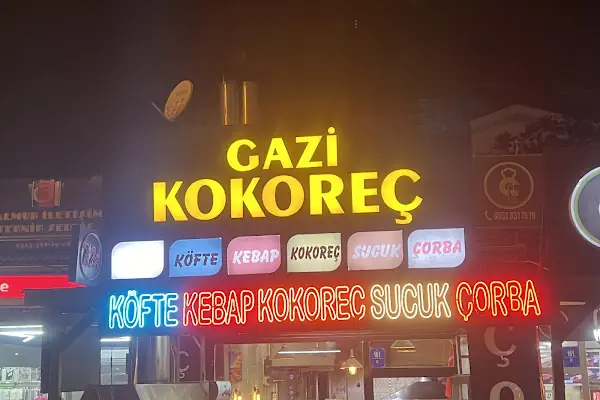 GAZİ
KOKOREÇ
KÖFTE KEBAP KOKOREÇ SUCUK ÇORBA
KÖFTE KEBAP KOKOREC SUCUK ÇORBA